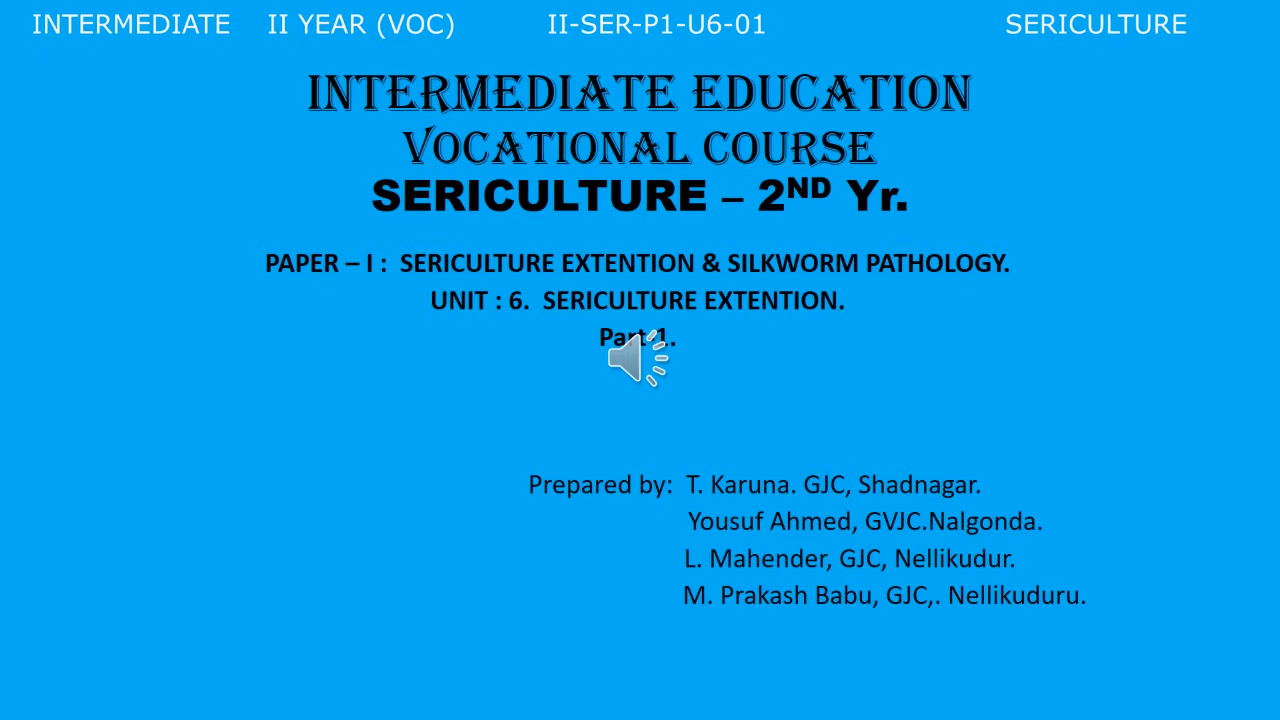 INTERMEDIATE II YEAR (VOC) II-SER-P1-U6-01 SERICULTURE
INTERMEDIATE EDUCATION
VOCATIONAL COURSE
SERICULTURE – 2ND Yr.
PAPER – I : SERICULTURE EXTENTION & SILKWORM PATHOLOGY.
UNIT : 6. SERICULTURE EXTENTION.
Part-1.
Prepared by: T. Karuna. GJC, Shadnagar.
Yousuf Ahmed, GVJC.Nalgonda.
L. Mahender, GJC, Nellikudur.
M. Prakash Babu, GJC,. Nellikuduru.